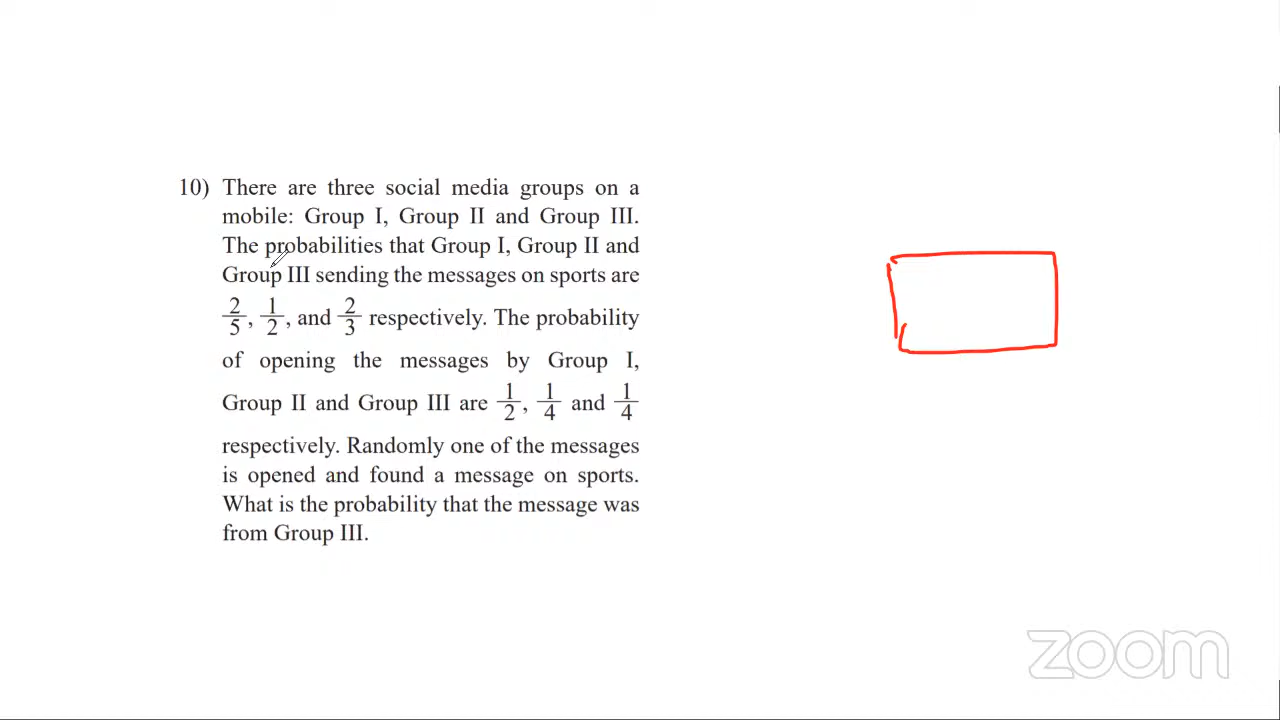 10) There are three social media groups on a
mobile: Group I, Group II and Group III.
The probabilities that Group I, Group II and
Group III sending the messages on sports are
2/5, 1/2, and 2/3 respectively. The probability
of opening the messages by Group I,
Group II and Group III are 1/2, 1/4 and 1/4
respectively. Randomly one of the messages
is opened and found a message on sports.
What is the probability that the message was
from Group III.
zoom